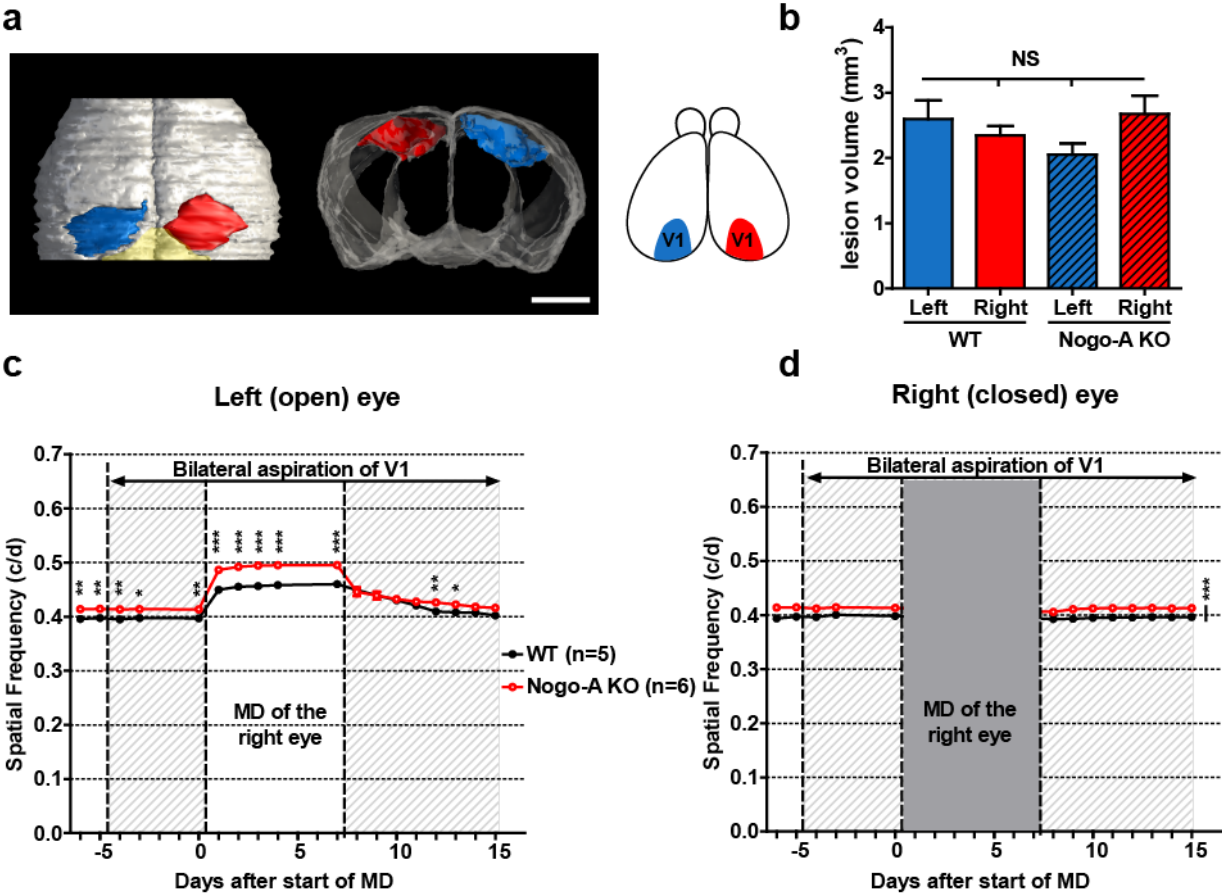 a
V1
V1
b
lesion volume (mm³)
4
3
2
1
0
NS
Left
Right
Left
Right
WT
Nogo-A KO
c
Left (open) eye
Spatial Frequency (c/d)
0.7
0.6
0.5
0.4
0.3
0.2
0.1
0.0
Bilateral aspiration of V1
**
**
**
*
**
***
***
***
***
***
**
*
MD of the
right eye
WT (n=5)
Nogo-A KO (n=6)
-5
0
5
10
15
Days after start of MD
d
Right (closed) eye
Spatial Frequency (c/d)
0.7
0.6
0.5
0.4
0.3
0.2
0.1
0.0
Bilateral aspiration of V1
***
MD of the
right eye
-5
0
5
10
15
Days after start of MD